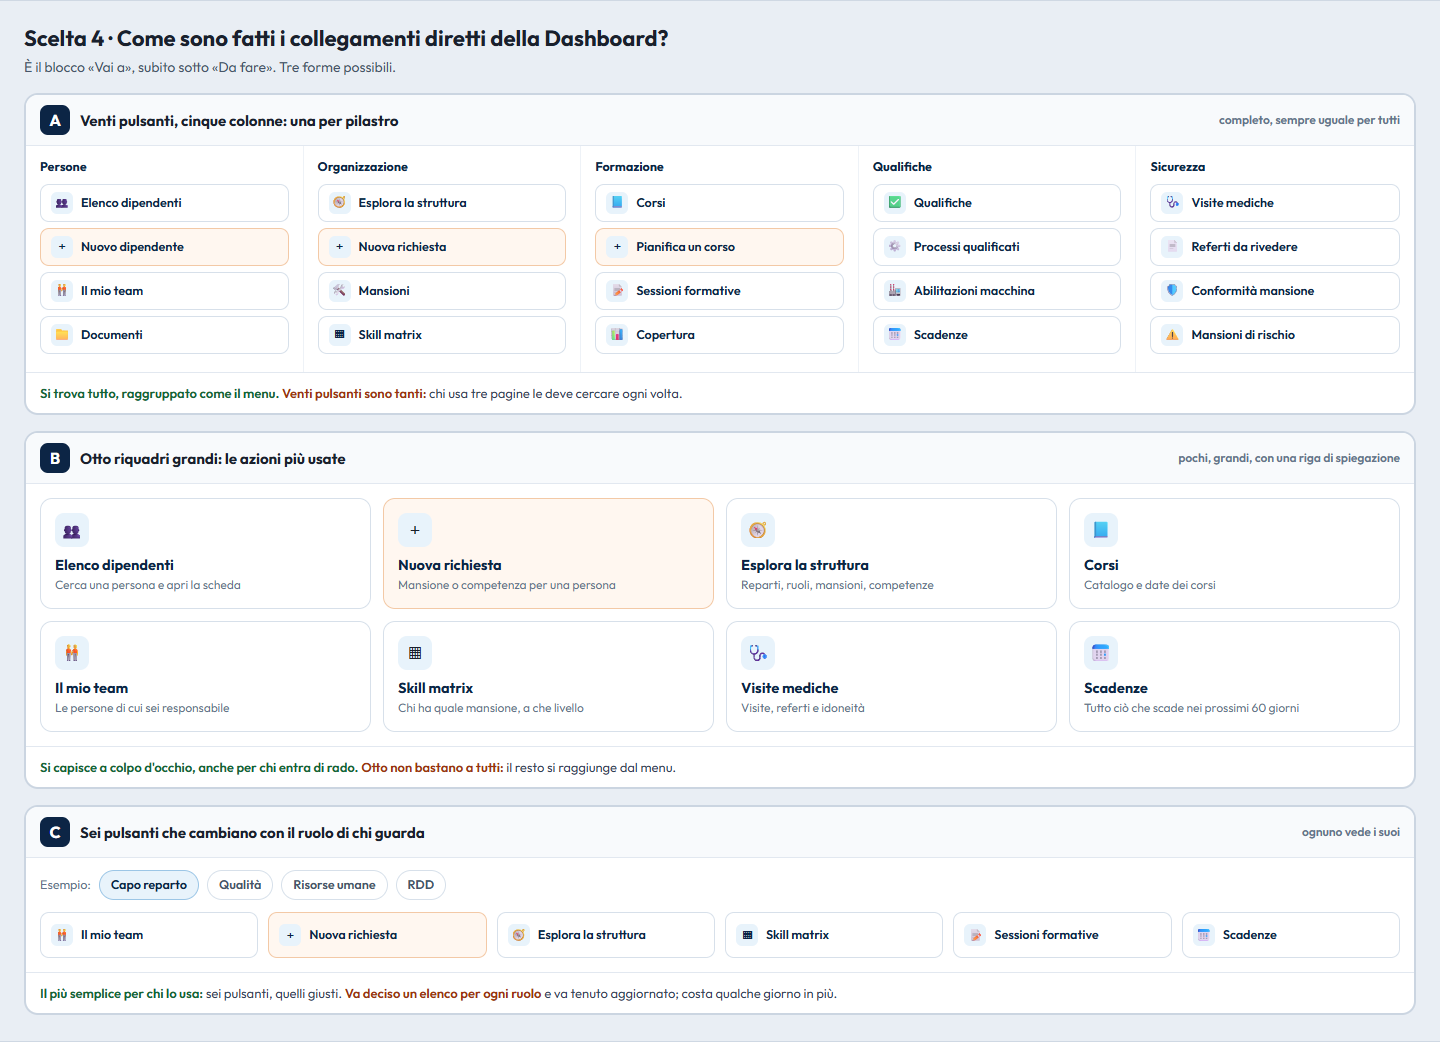 Scelta 4 · Come sono fatti i collegamenti diretti della Dashboard?
È il blocco «Vai a», subito sotto «Da fare». Tre forme possibili.
A Venti pulsanti, cinque colonne: una per pilastro
completo, sempre uguale per tutti
Persone
Elenco dipendenti
+ Nuovo dipendente
Il mio team
Documenti
Organizzazione
Esplora la struttura
+ Nuova richiesta
Mansioni
Skill matrix
Formazione
Corsi
+ Pianifica un corso
Sessioni formative
Copertura
Qualifiche
Qualifiche
Processi qualificati
Abilitazioni macchina
Scadenze
Sicurezza
Visite mediche
Referti da rivedere
Conformità mansione
Mansioni di rischio
Si trova tutto, raggruppato come il menu. Venti pulsanti sono tanti: chi usa tre pagine le deve cercare ogni volta.
B Otto riquadri grandi: le azioni più usate
pochi, grandi, con una riga di spiegazione
Elenco dipendenti
Cerca una persona e apri la scheda
+
Nuova richiesta
Mansione o competenza per una persona
Esplora la struttura
Reparti, ruoli, mansioni, competenze
Corsi
Catalogo e date dei corsi
Il mio team
Le persone di cui sei responsabile
Skill matrix
Chi ha quale mansione, a che livello
Visite mediche
Visite, referti e idoneità
Scadenze
Tutto ciò che scade nei prossimi 60 giorni
Si capisce a colpo d'occhio, anche per chi entra di rado. Otto non bastano a tutti: il resto si raggiunge dal menu.
C Sei pulsanti che cambiano con il ruolo di chi guarda
ognuno vede i suoi
Esempio: Capo reparto Qualità Risorse umane RDD
Il mio team
+ Nuova richiesta
Esplora la struttura
Skill matrix
Sessioni formative
Scadenze
Il più semplice per chi lo usa: sei pulsanti, quelli giusti. Va deciso un elenco per ogni ruolo e va tenuto aggiornato; costa qualche giorno in più.